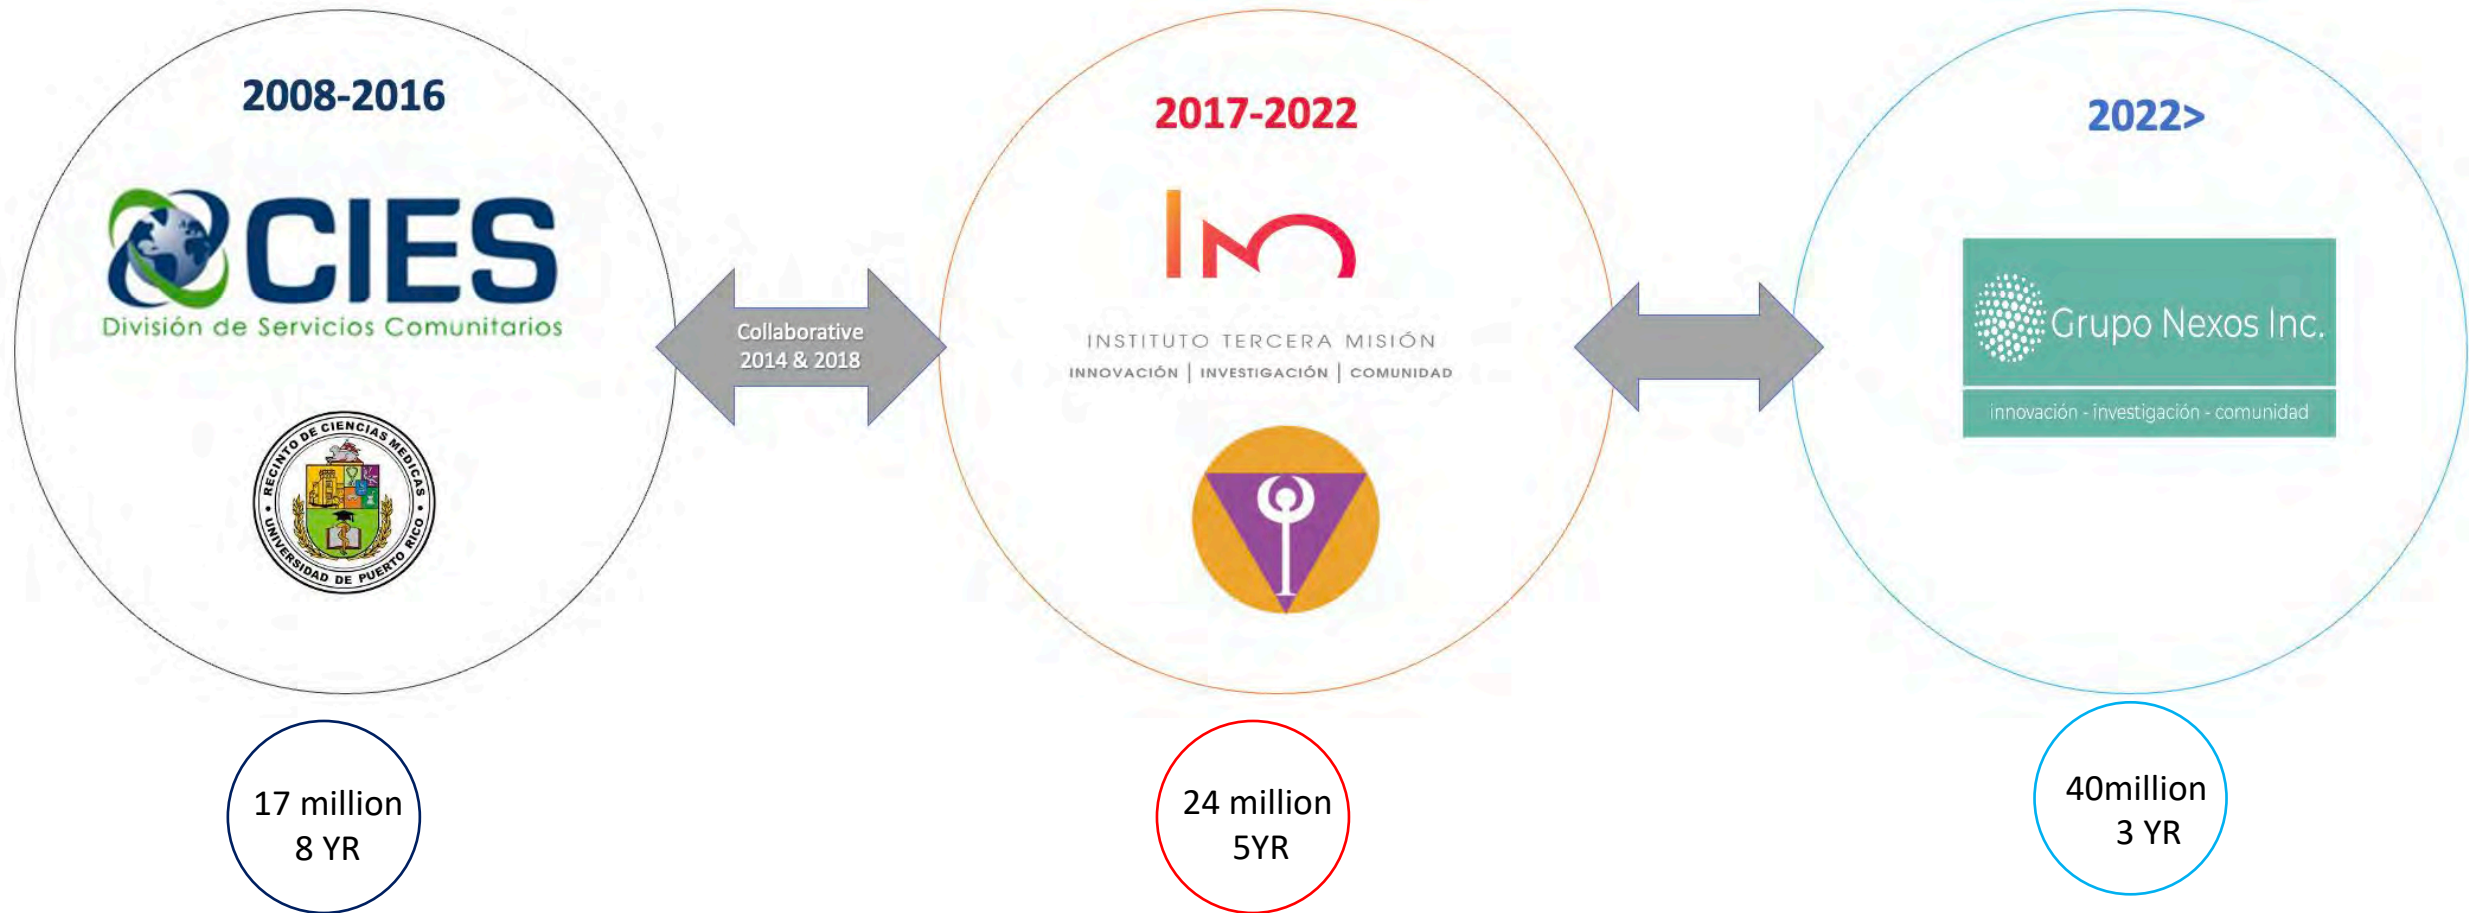 2008-2016
CIES
División de Servicios Comunitarios
RECINTO DE CIENCIAS MEDICAS • UNIVERSIDAD DE PUERTO RICO •
17 million
8 YR
Collaborative
2014 & 2018
2017-2022
INSTITUTO TERCERA MISIÓN
INNOVACIÓN | INVESTIGACIÓN | COMUNIDAD
24 million
5YR
2022>
Grupo Nexos Inc.
innovación - investigación - comunidad
40million
3 YR